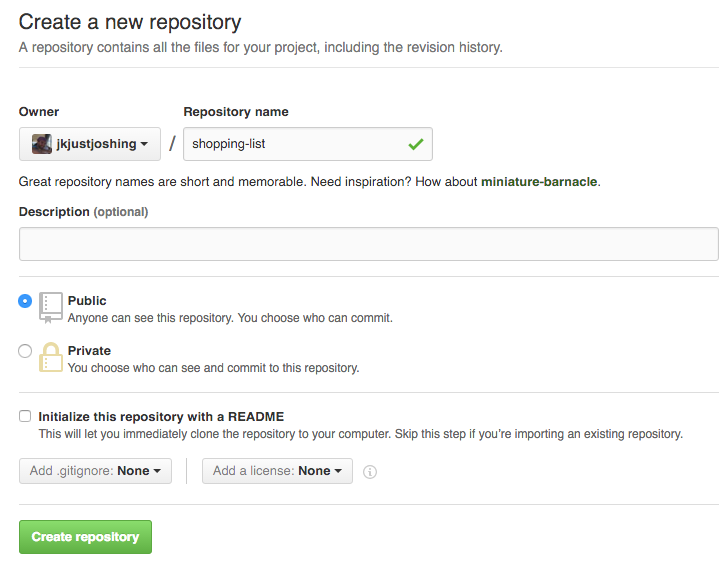 Create a new repository
A repository contains all the files for your project, including the revision history.
Owner
Repository name
jkjustjoshing / shopping-list
Great repository names are short and memorable. Need inspiration? How about miniature-barnacle.
Description (optional)
Public
Anyone can see this repository. You choose who can commit.
Private
You choose who can see and commit to this repository.
Initialize this repository with a README
This will let you immediately clone the repository to your computer. Skip this step if you’re importing an existing repository.
Add .gitignore: None
Add a license: None
Create repository